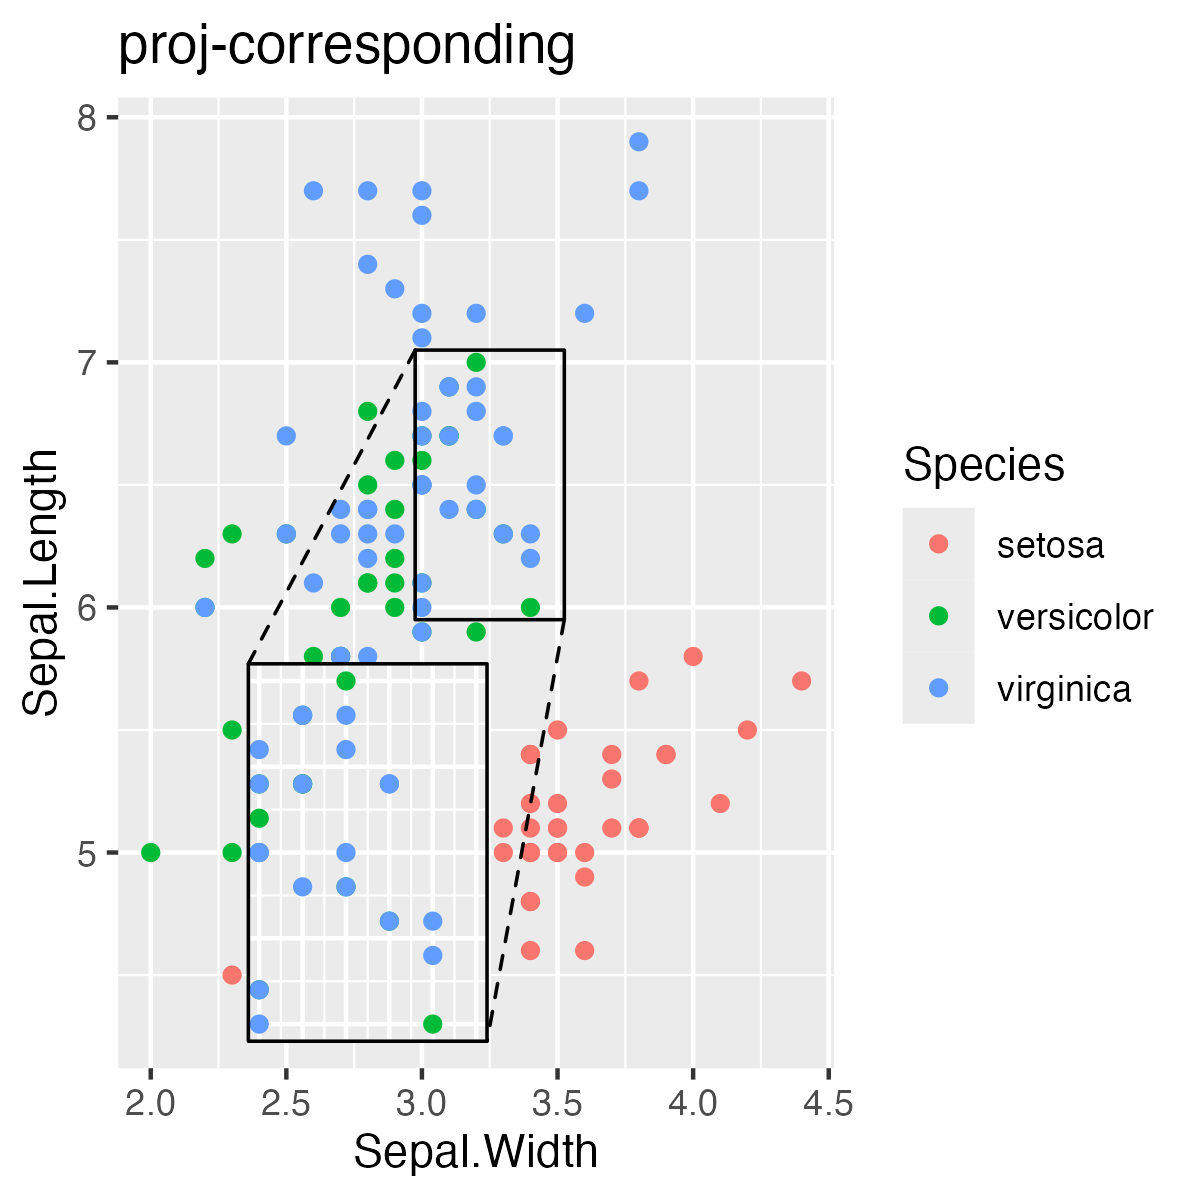 proj-corresponding
8
7
6
5
Sepal.Length
2.0 2.5 3.0 3.5 4.0 4.5
Sepal.Width
Species
setosa
versicolor
virginica